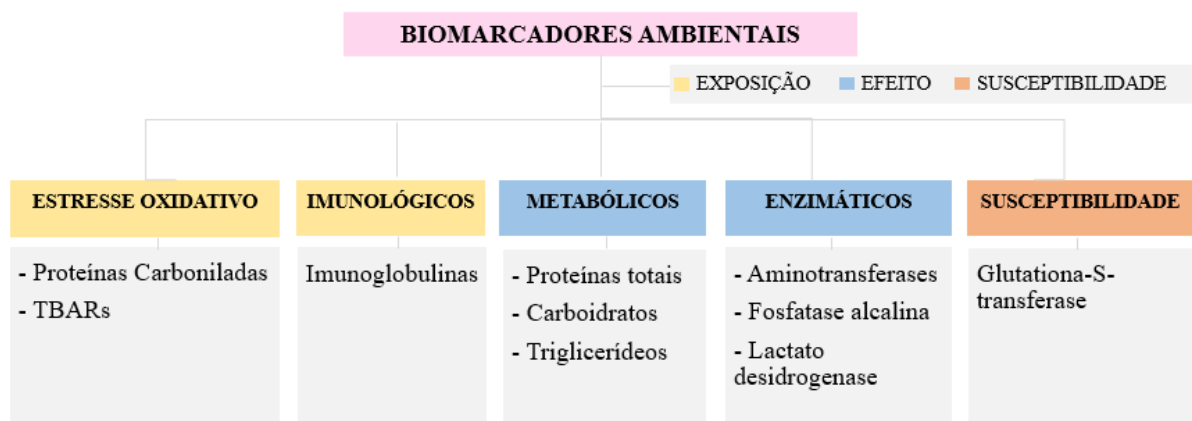 BIOMARCADORES AMBIENTAIS
EXPOSIÇÃO
EFEITO
SUSCEPTIBILIDADE
ESTRESSE OXIDATIVO
- Proteínas Carboniladas
- TBARs
IMUNOLÓGICOS
Imunoglobulinas
METABÓLICOS
- Proteínas totais
- Carboidratos
- Triglicerídeos
ENZIMÁTICOS
- Aminotransferases
- Fosfatase alcalina
- Lactato
desidrogenase
SUSCEPTIBILIDADE
Glutationa-S-
transferase